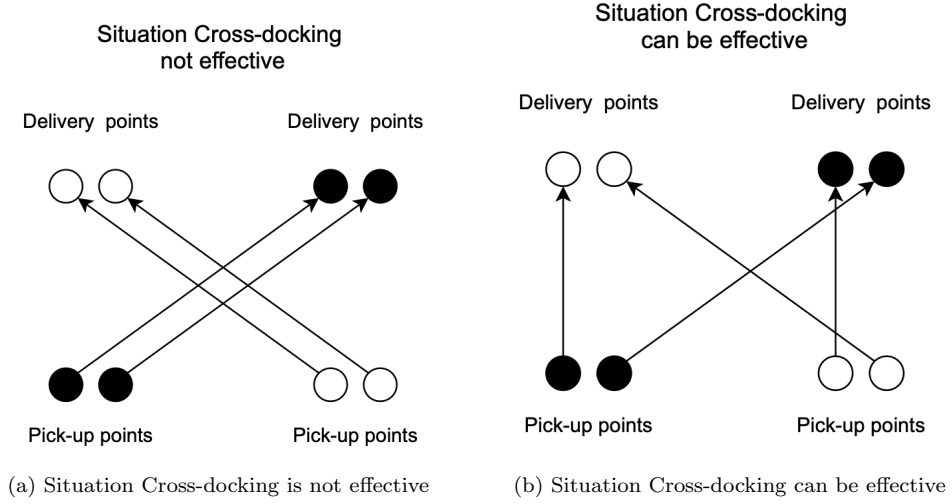 Situation Cross-docking
not effective
Delivery points
Delivery points
Pick-up points
Pick-up points
(a) Situation Cross-docking is not effective
Situation Cross-docking
can be effective
Delivery points
Delivery points
Pick-up points
Pick-up points
(b) Situation Cross-docking can be effective